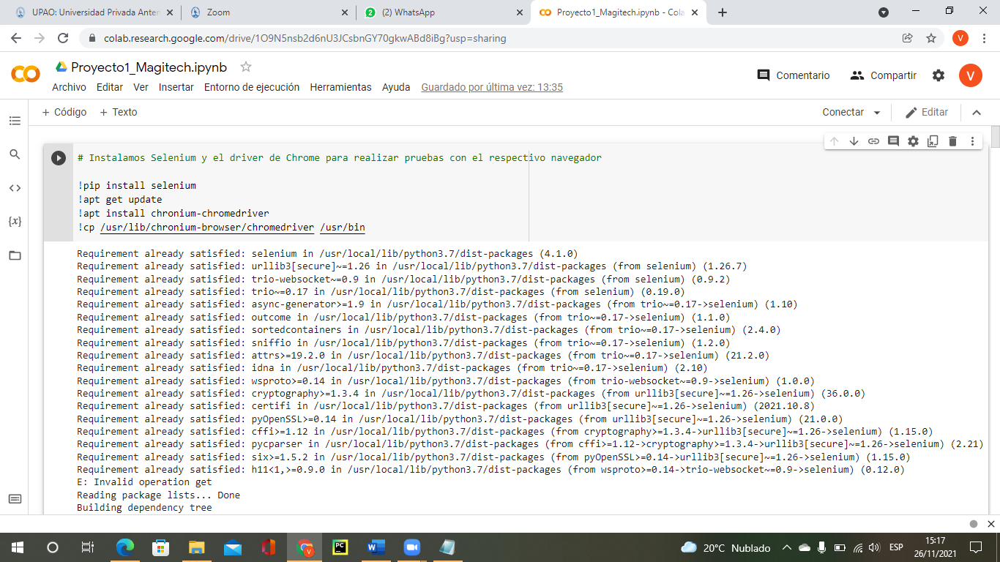 UPAO: Universidad Privada Anter
Zoom
(2) WhatsApp
Proyecto1_Magitech.ipynb - Cola
colab.research.google.com/drive/1O9N5nsb2d6nU3JCsbnGY70gkwABd8iBg?usp=sharing
V
Proyecto1_Magitech.ipynb
Comentario
Compartir
V
Archivo Editar Ver Insertar Entorno de ejecución Herramientas Ayuda Guardado por última vez: 13:35
+ Código + Texto
Conectar
Editar
# Instalamos Selenium y el driver de Chrome para realizar pruebas con el respectivo navegador
!pip install selenium
!apt get update
!apt install chronium-chromedriver
!cp /usr/lib/chronium-browser/chromedriver /usr/bin
Requirement already satisfied: selenium in /usr/local/lib/python3.7/dist-packages (4.1.0)
Requirement already satisfied: urllib3[secure]~=1.26 in /usr/local/lib/python3.7/dist-packages (from selenium) (1.26.7)
Requirement already satisfied: trio-websocket~=0.9 in /usr/local/lib/python3.7/dist-packages (from selenium) (0.9.2)
Requirement already satisfied: trio~=0.17 in /usr/local/lib/python3.7/dist-packages (from selenium) (0.19.0)
Requirement already satisfied: async-generator>=1.9 in /usr/local/lib/python3.7/dist-packages (from trio~=0.17->selenium) (1.10)
Requirement already satisfied: outcome in /usr/local/lib/python3.7/dist-packages (from trio~=0.17->selenium) (1.1.0)
Requirement already satisfied: sortedcontainers in /usr/local/lib/python3.7/dist-packages (from trio~=0.17->selenium) (2.4.0)
Requirement already satisfied: sniffio in /usr/local/lib/python3.7/dist-packages (from trio~=0.17->selenium) (1.2.0)
Requirement already satisfied: attrs>=19.2.0 in /usr/local/lib/python3.7/dist-packages (from trio~=0.17->selenium) (21.2.0)
Requirement already satisfied: idna in /usr/local/lib/python3.7/dist-packages (from trio~=0.17->selenium) (2.10)
Requirement already satisfied: wsproto>=0.14 in /usr/local/lib/python3.7/dist-packages (from trio-websocket~=0.9->selenium) (1.0.0)
Requirement already satisfied: cryptography>=1.3.4 in /usr/local/lib/python3.7/dist-packages (from urllib3[secure]~=1.26->selenium) (36.0.0)
Requirement already satisfied: certifi in /usr/local/lib/python3.7/dist-packages (from urllib3[secure]~=1.26->selenium) (2021.10.8)
Requirement already satisfied: pyOpenSSL>=0.14 in /usr/local/lib/python3.7/dist-packages (from urllib3[secure]~=1.26->selenium) (21.0.0)
Requirement already satisfied: cffi>=1.12 in /usr/local/lib/python3.7/dist-packages (from cryptography>=1.3.4->urllib3[secure]~=1.26->selenium) (1.15.0)
Requirement already satisfied: pycparser in /usr/local/lib/python3.7/dist-packages (from cffi>=1.12->cryptography>=1.3.4->urllib3[secure]~=1.26->selenium) (2.21)
Requirement already satisfied: six>=1.5.2 in /usr/local/lib/python3.7/dist-packages (from pyOpenSSL>=0.14->urllib3[secure]~=1.26->selenium) (1.15.0)
Requirement already satisfied: h11<1,>=0.9.0 in /usr/local/lib/python3.7/dist-packages (from wsproto>=0.14->trio-websocket~=0.9->selenium) (0.12.0)
E: Invalid operation get
Reading package lists... Done
Building dependency tree
20°C Nublado
ESP
15:17
26/11/2021